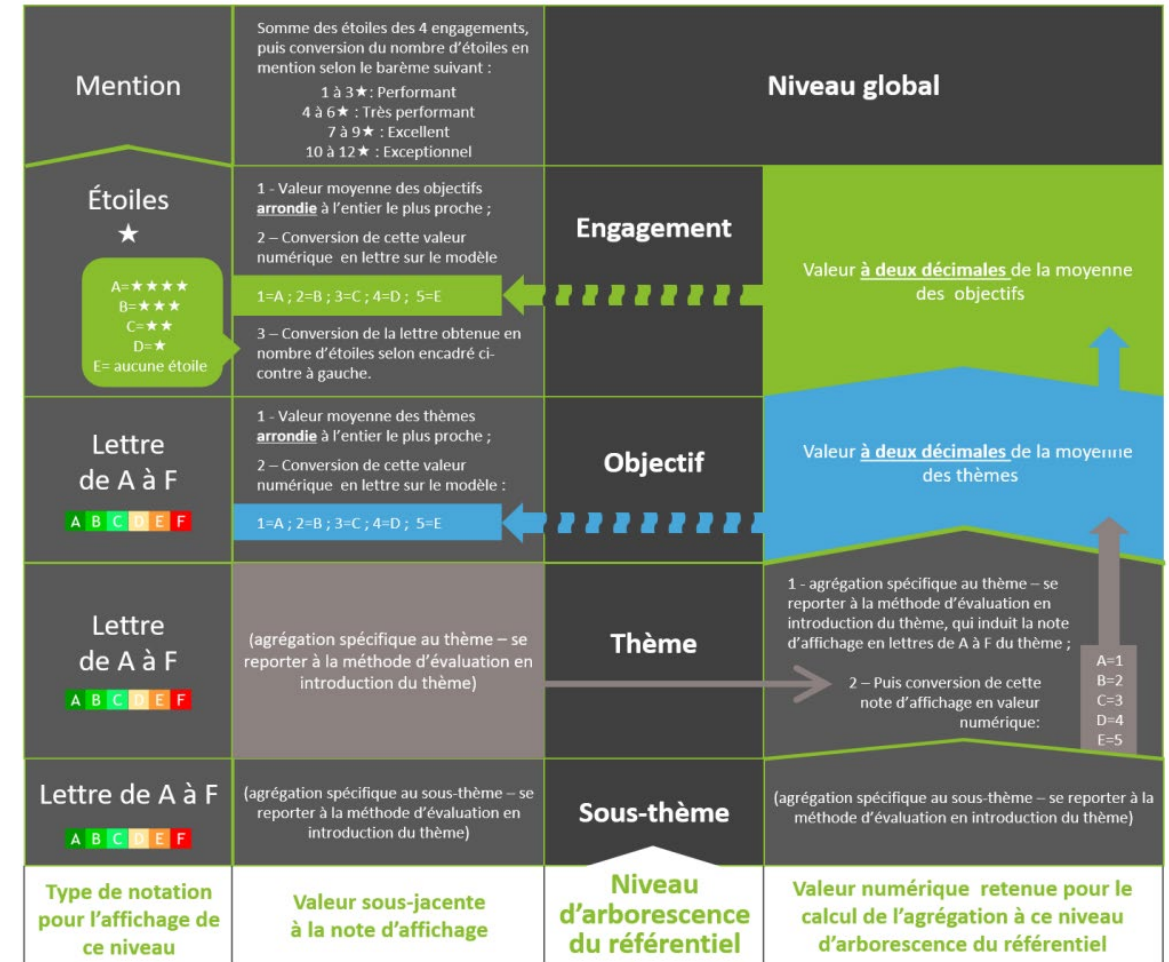 Mention
Somme des étoiles des 4 engagements,
puis conversion du nombre d'étoiles en
mention selon le barème suivant :
1 à 3★: Performant
4 à 6★ : Très performant
7 à 9★ : Excellent
10 à 12★ : Exceptionnel
Niveau global
Étoiles
★
A=★★★★
B=★★★
C=★★
D=★
E= aucune étoile
1 - Valeur moyenne des objectifs
arrondie à l'entier le plus proche ;
2 – Conversion de cette valeur
numérique en lettre sur le modèle
1=A ; 2=B ; 3=C ; 4=D ; 5=E
3 – Conversion de la lettre obtenue en
nombre d'étoiles selon encadré ci-
contre à gauche.
Engagement
Valeur à deux décimales de la moyenne
des objectifs
Lettre
de A à F
A B C D E F
1 - Valeur moyenne des thèmes
arrondie à l'entier le plus proche ;
2 – Conversion de cette valeur
numérique en lettre sur le modèle :
1=A ; 2=B ; 3=C ; 4=D ; 5=E
Objectif
Valeur à deux décimales de la moyenne
des thèmes
Lettre
de A à F
A B C D E F
(agrégation spécifique au thème – se
reporter à la méthode d'évaluation en
introduction du thème)
Thème
1 - agrégation spécifique au thème – se
reporter à la méthode d'évaluation en
introduction du thème, qui induit la note
d'affichage en lettres de A à F du thème ;
2 – Puis conversion de cette
note d'affichage en valeur
numérique:
A=1
B=2
C=3
D=4
E=5
Lettre de A à F
A B C D E F
(agrégation spécifique au sous-thème – se
reporter à la méthode d'évaluation en
introduction du thème)
Sous-thème
(agrégation spécifique au sous-thème – se reporter à la
méthode d'évaluation en introduction du thème)
Type de notation
pour l'affichage de
ce niveau
Valeur sous-jacente
à la note d'affichage
Niveau
d'arborescence
du référentiel
Valeur numérique retenue pour le
calcul de l'agrégation à ce niveau
d'arborescence du référentiel